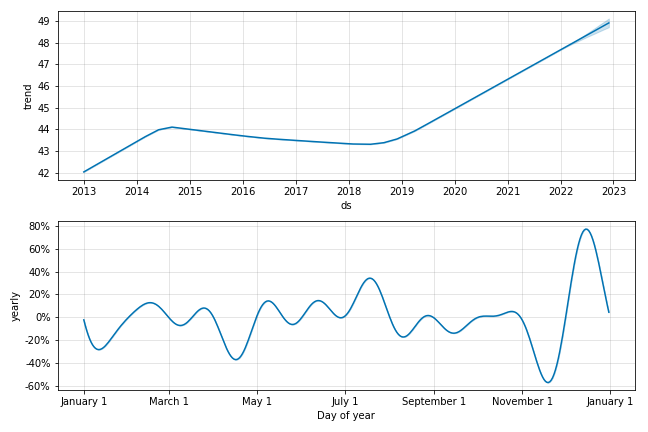 49
48
47
46
45
44
43
42
trend
2013 2014 2015 2016 2017 2018 2019 2020 2021 2022 2023
ds
80%
60%
40%
20%
0%
-20%
-40%
-60%
yearly
January 1 March 1 May 1 July 1 September 1 November 1 January 1
Day of year